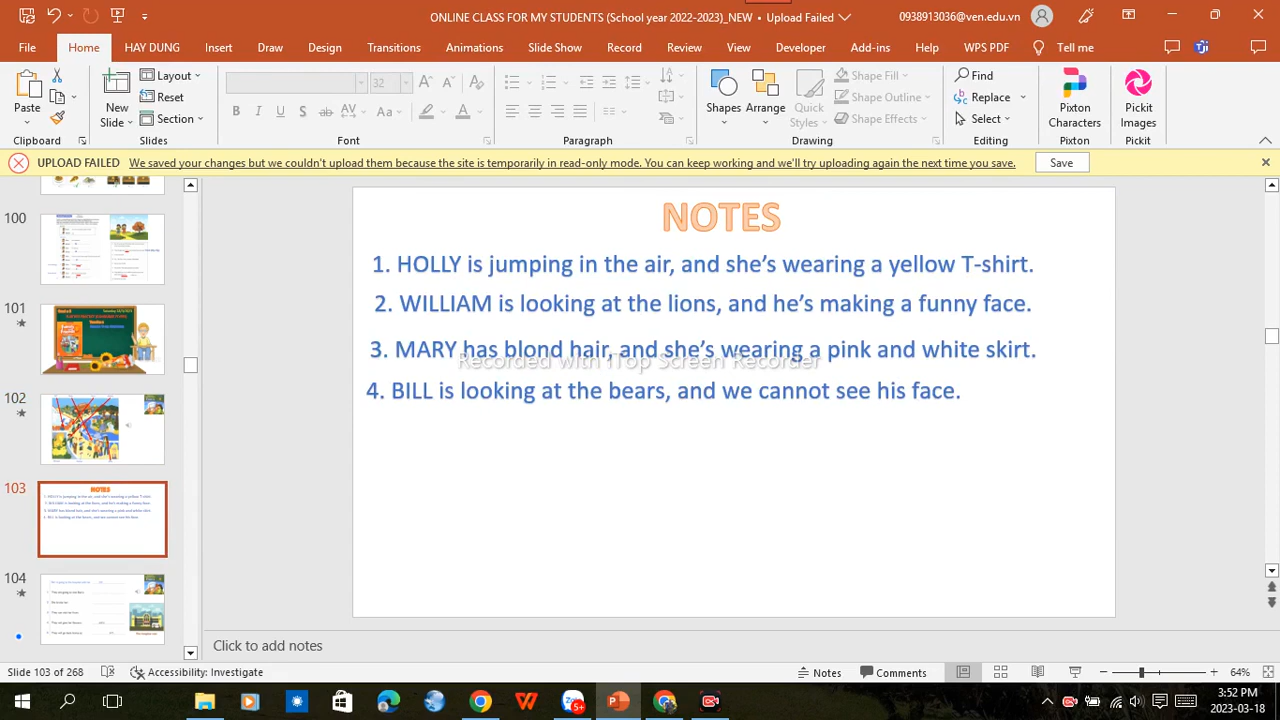 ONLINE CLASS FOR MY STUDENTS (School year 2022-2023)_NEW • Upload Failed
0938913036@ven.edu.vn
File Home HAY DUNG Insert Draw Design Transitions Animations Slide Show Record Review View Developer Add-ins Help WPS PDF Tell me
Paste
New Slide
Layout
Reset
Section
32
Shapes Arrange Quick Styles
Shape Fill
Shape Outline
Shape Effects
Find
Replace
Select
Pixton Characters
Pickit Images
Clipboard Slides Font Paragraph Drawing Editing Pixton Pickit
UPLOAD FAILED We saved your changes but we couldn't upload them because the site is temporarily in read-only mode. You can keep working and we'll try uploading again the next time you save. Save
100
101
102
103
104
NOTES
1. HOLLY is jumping in the air, and she's wearing a yellow T-shirt.
2. WILLIAM is looking at the lions, and he's making a funny face.
3. MARY has blond hair, and she's wearing a pink and white skirt.
Recorded with iTop Screen Recorder
4. BILL is looking at the bears, and we cannot see his face.
Click to add notes
Slide 103 of 268 Accessibility: Investigate Notes Comments 64%
3:52 PM
2023-03-18